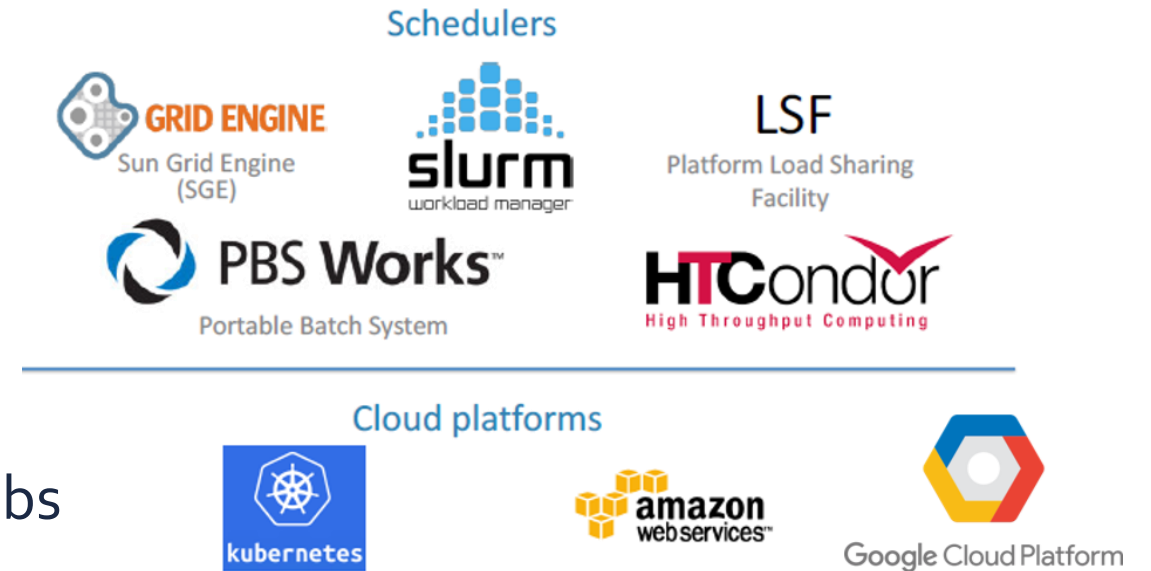 Schedulers
GRID ENGINE
Sun Grid Engine
(SGE)
slurm
workload manager
LSF
Platform Load Sharing
Facility
PBS Works™
Portable Batch System
HTCondor
High Throughput Computing
Cloud platforms
bs
kubernetes
amazon
webservices™
Google Cloud Platform